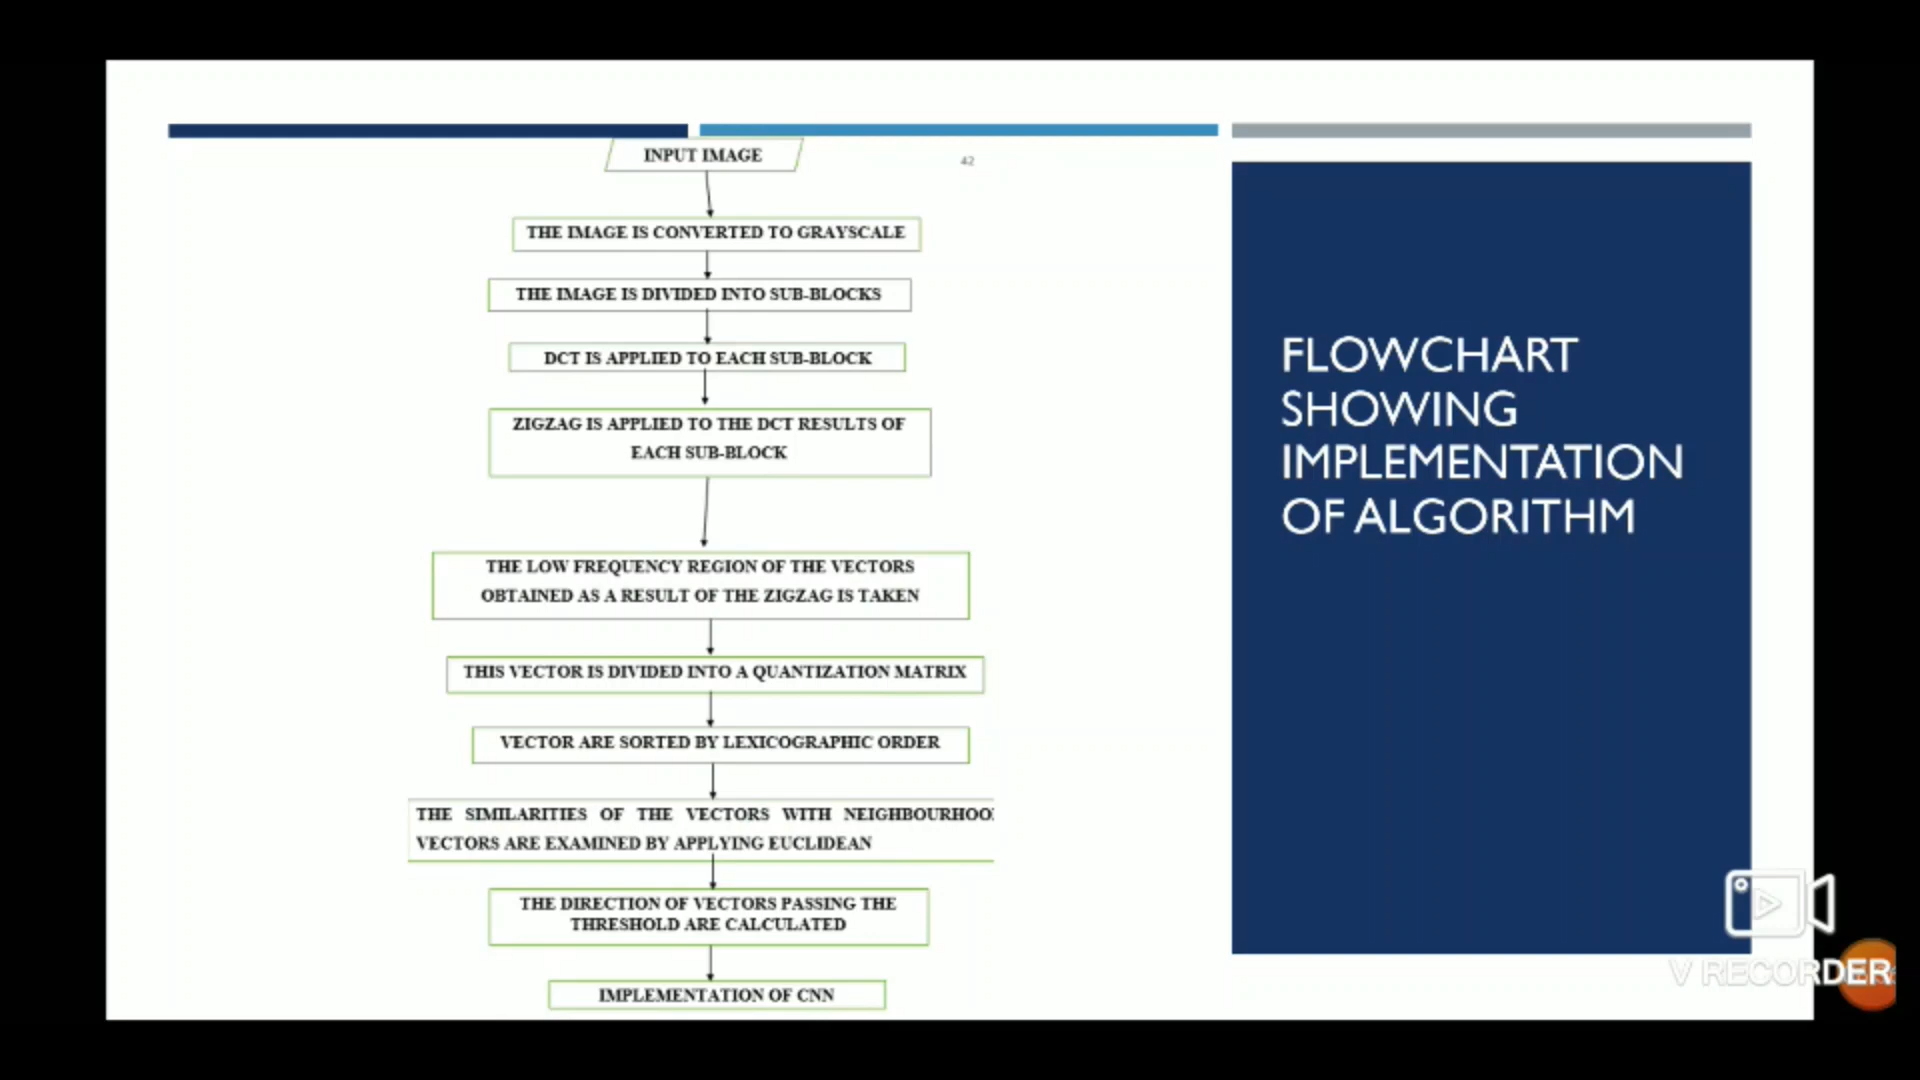 INPUT IMAGE
42
THE IMAGE IS CONVERTED TO GRAYSCALE
THE IMAGE IS DIVIDED INTO SUB-BLOCKS
DCT IS APPLIED TO EACH SUB-BLOCK
ZIGZAG IS APPLIED TO THE DCT RESULTS OF
EACH SUB-BLOCK
THE LOW FREQUENCY REGION OF THE VECTORS
OBTAINED AS A RESULT OF THE ZIGZAG IS TAKEN
THIS VECTOR IS DIVIDED INTO A QUANTIZATION MATRIX
VECTOR ARE SORTED BY LEXICOGRAPHIC ORDER
THE SIMILARITIES OF THE VECTORS WITH NEIGHBOURHOO
VECTORS ARE EXAMINED BY APPLYING EUCLIDEAN
THE DIRECTION OF VECTORS PASSING THE
THRESHOLD ARE CALCULATED
IMPLEMENTATION OF CNN
FLOWCHART
SHOWING
IMPLEMENTATION
OF ALGORITHM
V RECORDER